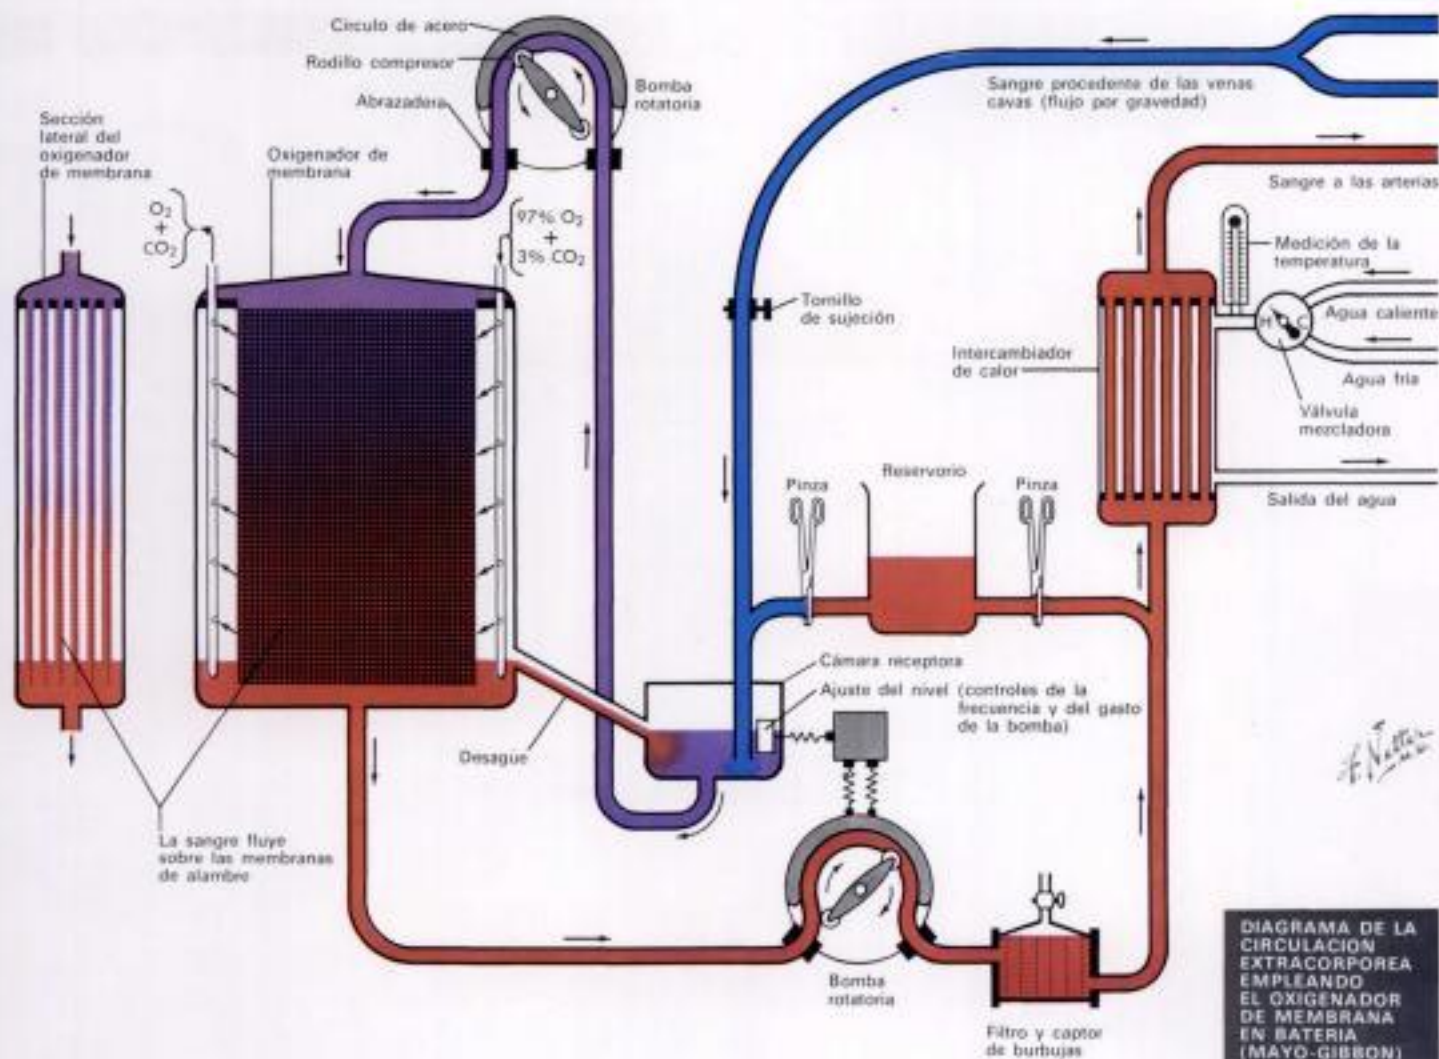 Círculo de acero
Rodillo compresor
Abrazadera
Bomba
rotatoria
Sangre procedente de las venas
cavas (flujo por gravedad)
Sección
lateral del
oxigenador
de membrana
Oxigenador de
membrana
O₂
+
CO₂
97% O₂
+
3% CO₂
Sangre a las arterias
Medición de la
temperatura
Tornillo
de sujeción
H C
Agua caliente
Intercambiador
de calor
Agua fría
Válvula
mezcladora
Pinza
Reservorio
Pinza
Salida del agua
Cámara receptora
Ajuste del nivel (controles de la
frecuencia y del gasto
de la bomba)
Desague
La sangre fluye
sobre las membranas
de alambre
Bomba
rotatoria
Filtro y captor
de burbujas
DIAGRAMA DE LA
CIRCULACION
EXTRACORPOREA
EMPLEANDO
EL OXIGENADOR
DE MEMBRANA
EN BATERIA
(MAYO-GIBBON)